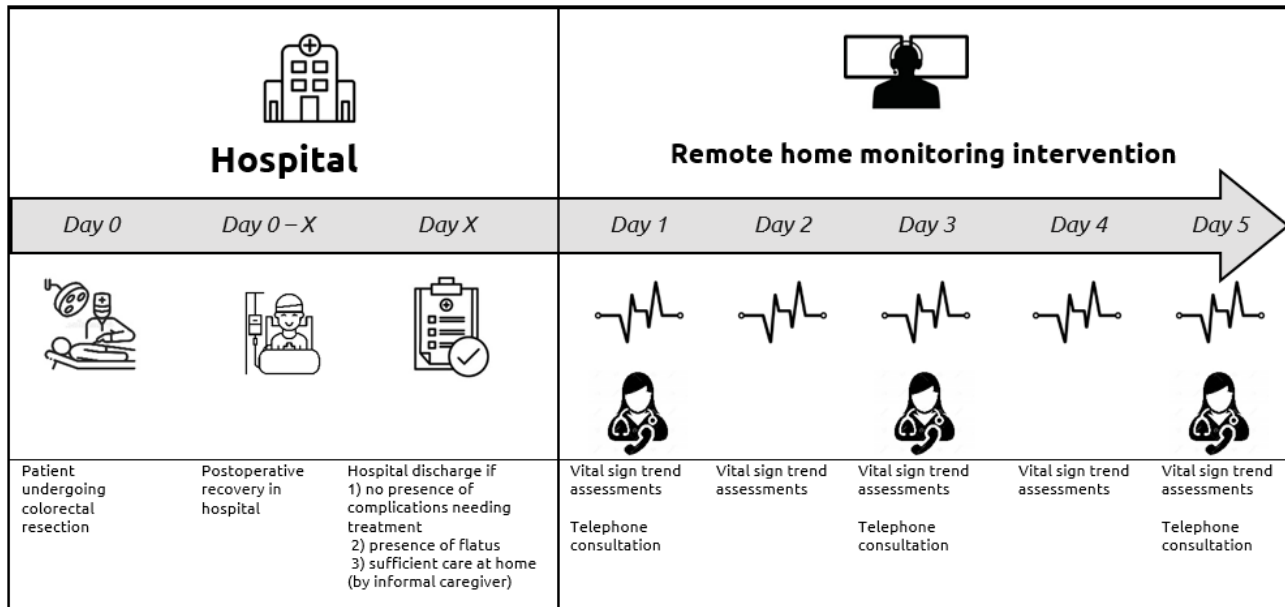 Hospital
Remote home monitoring intervention
Day 0
Day 0 – X
Day X
Day 1
Day 2
Day 3
Day 4
Day 5
Patient
undergoing
colorectal
resection
Postoperative
recovery in
hospital
Hospital discharge if
1) no presence of
complications needing
treatment
2) presence of flatus
3) sufficient care at home
(by informal caregiver)
Vital sign trend
assessments
Telephone
consultation
Vital sign trend
assessments
Vital sign trend
assessments
Telephone
consultation
Vital sign trend
assessments
Vital sign trend
assessments
Telephone
consultation